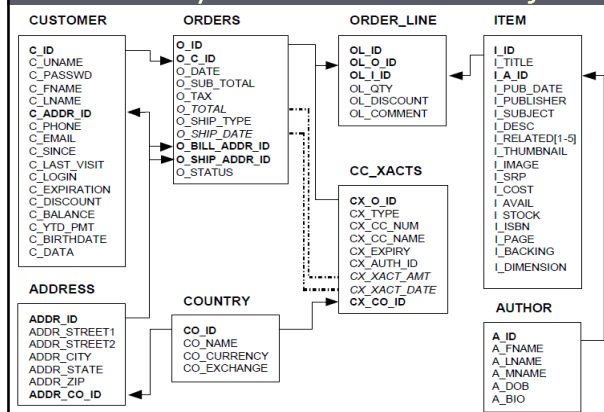 CUSTOMER
C_ID
C_UNAME
C_PASSWD
C_FNAME
C_LNAME
C_ADDR_ID
C_PHONE
C_EMAIL
C_SINCE
C_LAST_VISIT
C_LOGIN
C_EXPIRATION
C_DISCOUNT
C_BALANCE
C_YTD_PMT
C_BIRTHDATE
C_DATA
ORDERS
O_ID
O_C_ID
O_DATE
O_SUB_TOTAL
O_TAX
O_TOTAL
O_SHIP_TYPE
O_SHIP_DATE
O_BILL_ADDR_ID
O_SHIP_ADDR_ID
O_STATUS
ORDER_LINE
OL_ID
OL_O_ID
OL_I_ID
OL_QTY
OL_DISCOUNT
OL_COMMENT
ITEM
I_ID
I_TITLE
I_A_ID
I_PUB_DATE
I_PUBLISHER
I_SUBJECT
I_DESC
I_RELATED[1-5]
I_THUMBNAIL
I_IMAGE
I_SRP
I_COST
I_AVAIL
I_STOCK
I_ISBN
I_PAGE
I_BACKING
I_DIMENSION
CC_XACTS
CX_O_ID
CX_TYPE
CX_CC_NUM
CX_CC_NAME
CX_EXPIRY
CX_AUTH_ID
CX_XACT_AMT
CX_XACT_DATE
CX_CO_ID
ADDRESS
ADDR_ID
ADDR_STREET1
ADDR_STREET2
ADDR_CITY
ADDR_STATE
ADDR_ZIP
ADDR_CO_ID
COUNTRY
CO_ID
CO_NAME
CO_CURRENCY
CO_EXCHANGE
AUTHOR
A_ID
A_FNAME
A_LNAME
A_MNAME
A_DOB
A_BIO